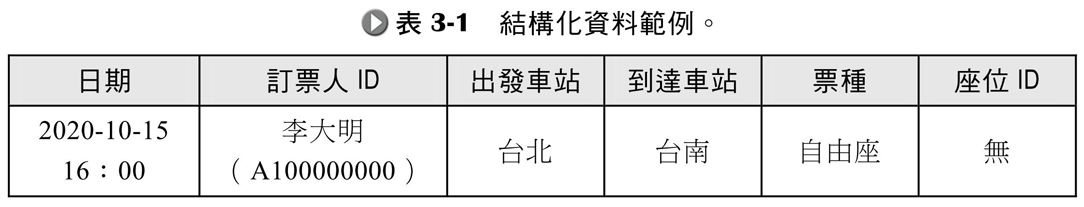 表 3-1 結構化資料範例。
日期 訂票人 ID 出發車站 到達車站 票種 座位 ID
2020-10-15 16：00 李大明（A100000000） 台北 台南 自由座 無